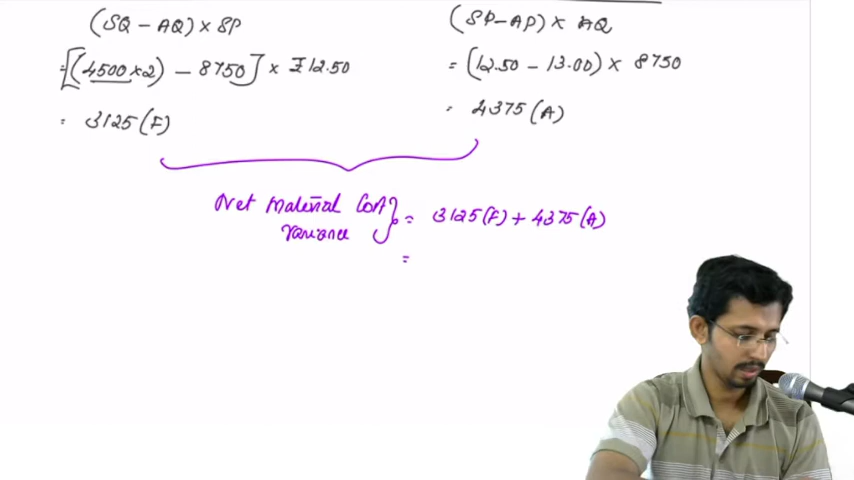 (SQ - AQ) × SP
= [(4500 × 2) - 8750] × ₹12.50
= 3125 (F)
(SP - AP) × AQ
= (12.50 - 13.00) × 8750
= 4375 (A)
Net Material Cost } = 3125 (F) + 4375 (A)
Variance
=